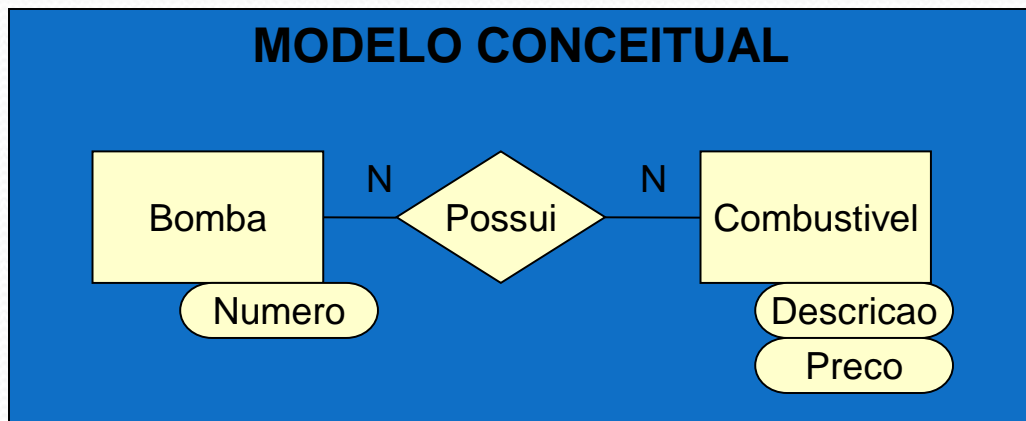 MODELO CONCEITUAL
N
N
Bomba
Possui
Combustivel
Numero
Descricao
Preco